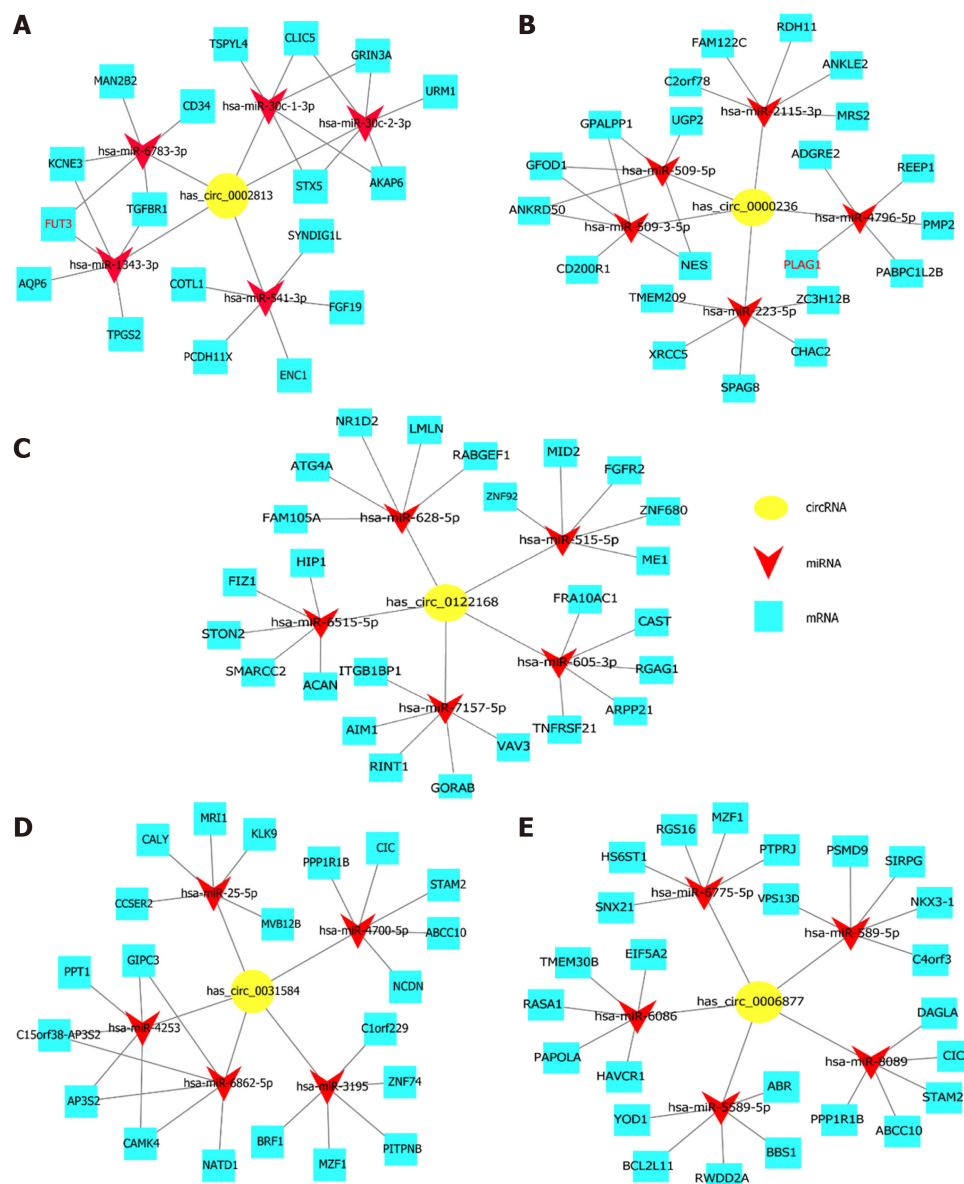 A
TSPYL4
CLIC5
GRIN3A
MAN2B2
CD34
URM1
hsa-miR-30c-1-3p
hsa-miR-30c-2-3p
hsa-miR-6783-3p
KCNE3
STX5
AKAP6
has_circ_0002813
TGFBR1
FUT3
SYNDIG1L
hsa-miR-1343-3p
AQP6
COTL1
hsa-miR-541-3p
FGF19
TPGS2
PCDH11X
ENC1
B
RDH11
FAM122C
ANKLE2
C2orf78
hsa-miR-2115-3p
MRS2
GPALPP1
UGP2
ADGRE2
GFOD1
hsa-miR-509-5p
REEP1
ANKRD50
has_circ_0000236
hsa-miR-509-3-5p
hsa-miR-4796-5p
PMP2
CD200R1
NES
PLAG1
PABPC1L2B
TMEM209
ZC3H12B
hsa-miR-223-5p
XRCC5
CHAC2
SPAG8
C
NR1D2
LMLN
RABGEF1
MID2
FGFR2
ATG4A
ZNF92
ZNF680
FAM105A
hsa-miR-628-5p
hsa-miR-515-5p
ME1
HIP1
FIZ1
has_circ_0122168
FRA10AC1
CAST
hsa-miR-6515-5p
STON2
SMARCC2
ACAN
ITGB1BP1
hsa-miR-605-3p
RGAG1
ARPP21
TNFRSF21
hsa-miR-7157-5p
AIM1
VAV3
RINT1
GORAB
circRNA
miRNA
mRNA
D
MRI1
CALY
KLK9
CIC
PPP1R1B
STAM2
hsa-miR-25-5p
CCSER2
MVB12B
hsa-miR-4700-5p
ABCC10
GIPC3
PPT1
NCDN
has_circ_0031584
C15orf38-AP3S2
hsa-miR-4253
C1orf229
hsa-miR-6862-5p
hsa-miR-3195
ZNF74
AP3S2
CAMK4
BRF1
PITPNB
NATD1
MZF1
E
MZF1
RGS16
PTPRJ
HS6ST1
PSMD9
SIRPG
hsa-miR-6775-5p
VPS13D
NKX3-1
SNX21
hsa-miR-589-5p
EIF5A2
TMEM30B
C4orf3
has_circ_0006877
RASA1
hsa-miR-6086
DAGLA
PAPOLA
HAVCR1
hsa-miR-8089
CIC
STAM2
ABR
YOD1
hsa-miR-5589-5p
PPP1R1B
ABCC10
BCL2L11
BBS1
RWDD2A